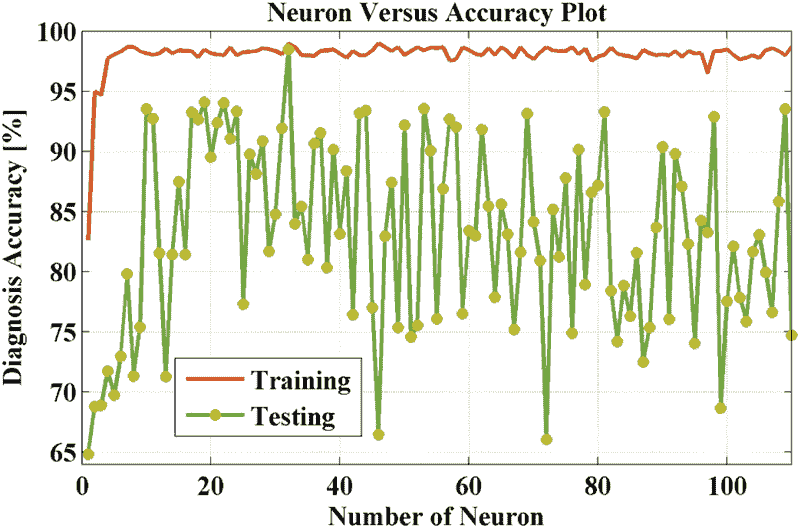 Neuron Versus Accuracy Plot
100
95
90
85
80
75
70
65
Diagnosis Accuracy [%]
Training
Testing
0 20 40 60 80 100
Number of Neuron